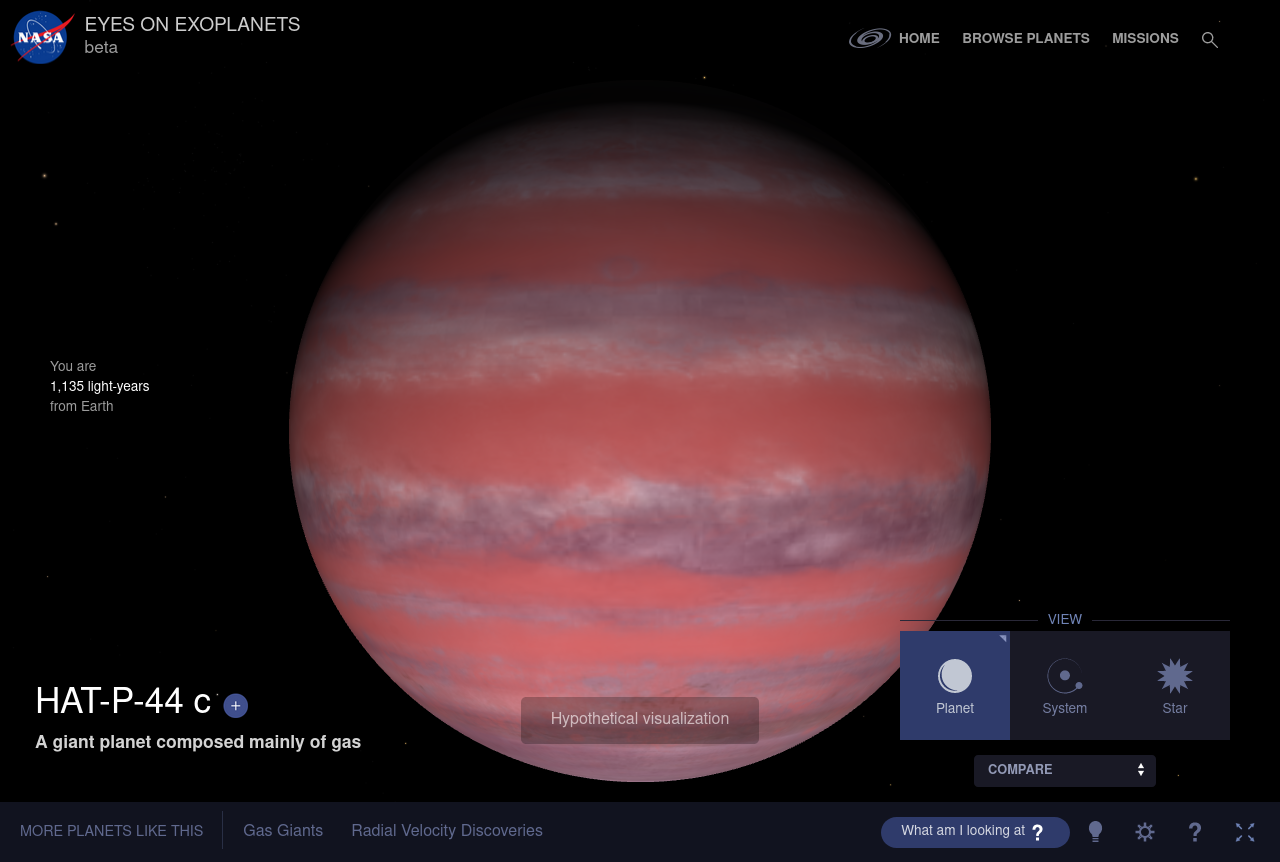 NASA
EYES ON EXOPLANETS
beta
HOME
BROWSE PLANETS
MISSIONS
You are
1,135 light-years
from Earth
HAT-P-44 c +
A giant planet composed mainly of gas
Hypothetical visualization
VIEW
Planet
System
Star
COMPARE
MORE PLANETS LIKE THIS
Gas Giants
Radial Velocity Discoveries
What am I looking at ?
?